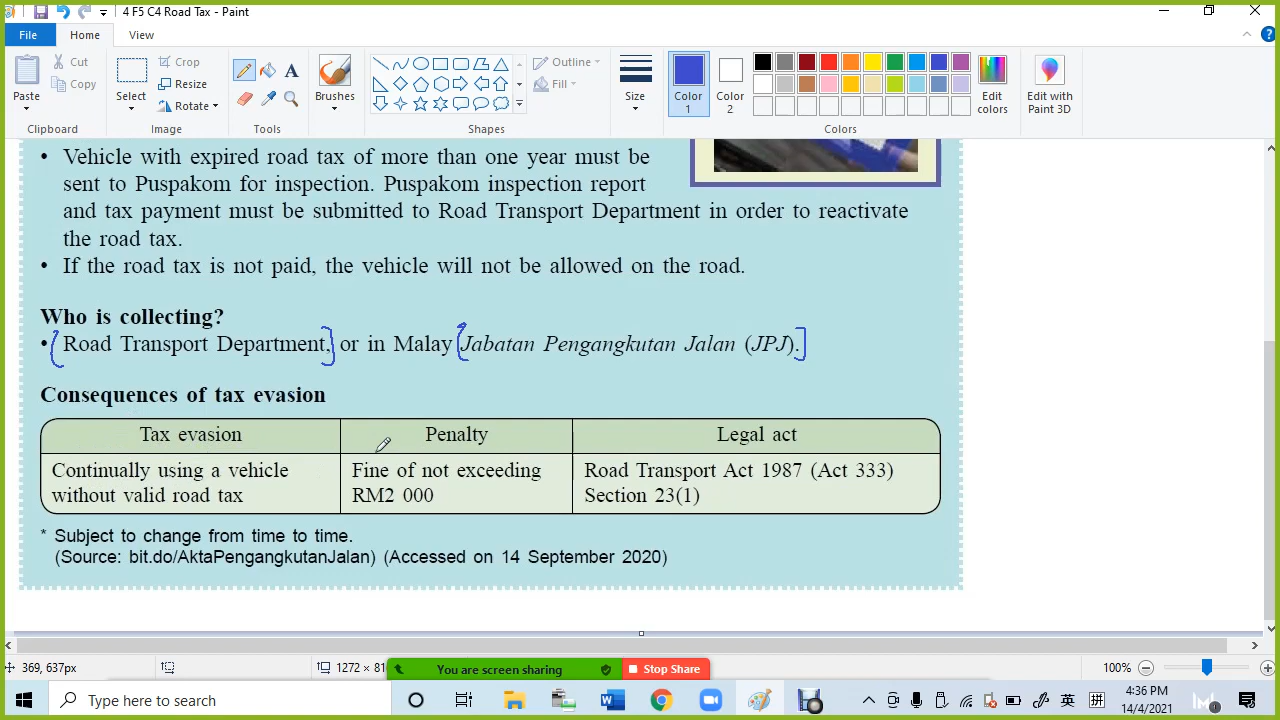 4 F5 C4 Road Tax - Paint
File
Home
View
Paste
Cut
Copy
Clipboard
Select
Crop
Resize
Rotate
Image
A
Tools
Brushes
Outline
Fill
Shapes
Size
Color
1
Color
2
Edit
colors
Colors
Edit with
Paint 3D
• Vehicle with expired road tax of more than one year must be
sent to Puspakom for inspection. Puspakom inspection report
and tax payment must be submitted to Road Transport Department in order to reactivate
the road tax.
• If the road tax is not paid, the vehicle will not be allowed on the road.
Who is collecting?
• Road Transport Department, or in Malay Jabatan Pengangkutan Jalan (JPJ).
Consequences of tax evasion
Tax evasion Penalty Legal act
Continually using a vehicle Fine of not exceeding Road Transport Act 1987 (Act 333)
without valid road tax RM2 000 Section 23(1)
* Subject to change from time to time.
(Source: bit.do/AktaPengangkutanJalan) (Accessed on 14 September 2020)
369, 637px
1272 × 81
You are screen sharing
Stop Share
100%
Type here to search
英
拼
4:36 PM
14/4/2021